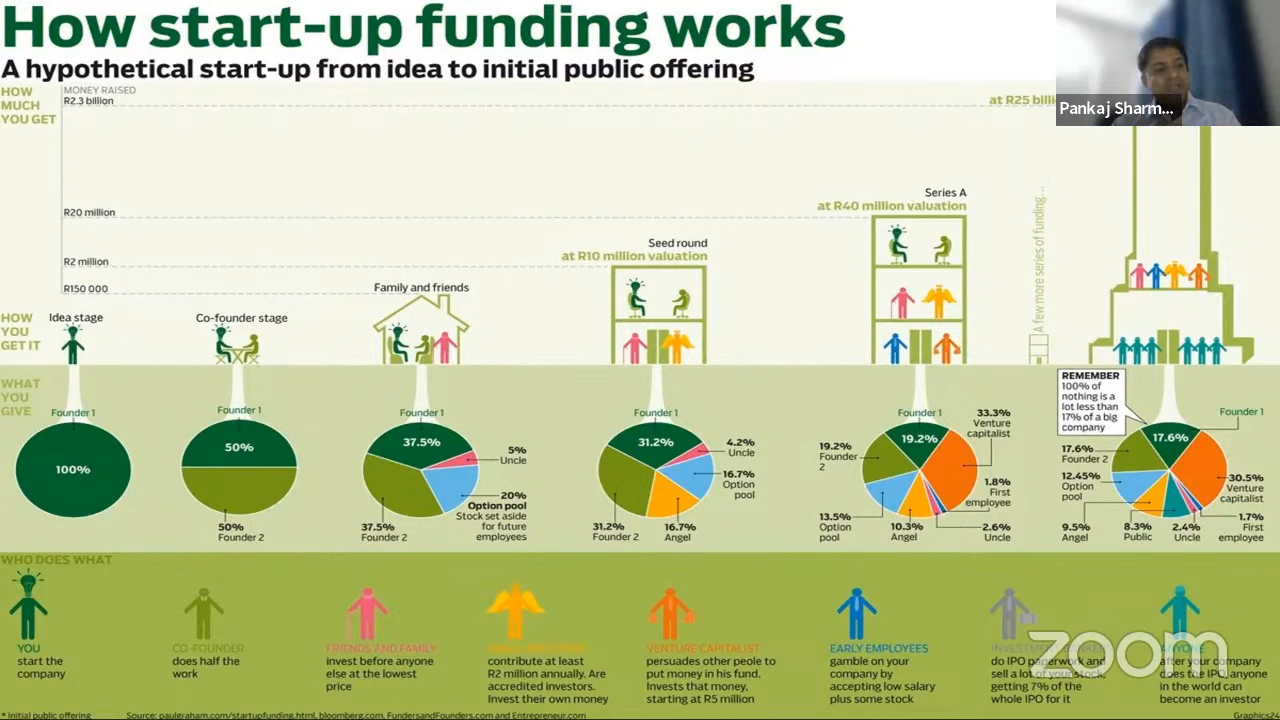 How start-up funding works
A hypothetical start-up from idea to initial public offering
HOW
MUCH
YOU GET
MONEY RAISED
R2.3 billion
at R25 billi
Pankaj Sharm...
R20 million
R2 million
R150 000
Series A
at R40 million valuation
Seed round
at R10 million valuation
Family and friends
A few more series of funding...
HOW
YOU
GET IT
Idea stage
Co-founder stage
WHAT
YOU
GIVE
Founder 1
100%
Founder 1
50%
50%
Founder 2
Founder 1
37.5%
5%
Uncle
20%
Option pool
Stock set aside
for future
employees
37.5%
Founder 2
Founder 1
31.2%
4.2%
Uncle
16.7%
Option
pool
31.2%
Founder 2
16.7%
Angel
Founder 1
19.2%
33.3%
Venture
capitalist
19.2%
Founder
2
1.8%
First
employee
13.5%
Option
pool
10.3%
Angel
2.6%
Uncle
REMEMBER
100% of
nothing is a
lot less than
17% of a big
company
Founder 1
17.6%
17.6%
Founder 2
12.45%
Option
pool
30.5%
Venture
capitalist
9.5%
Angel
8.3%
Public
2.4%
Uncle
1.7%
First
employee
WHO DOES WHAT
YOU
start the
company
CO-FOUNDER
does half the
work
FRIENDS AND FAMILY
invest before anyone
else at the lowest
price
contribute at least
R2 million annually. Are
accredited investors.
Invest their own money
VENTURE CAPITALIST
persuades other peole to
put money in his fund.
Invests that money,
starting at R5 million
EARLY EMPLOYEES
gamble on your
company by
accepting low salary
plus some stock
do IPO paperwork and
sell a lot of your stock,
getting 7% of the
whole IPO for it
ANYONE
after your company
does the IPO, anyone
in the world can
become an investor
zoom
* Initial public offering
Source: paulgraham.com/startupfunding.html, bloomberg.com, FundersandFounders.com and Entrepreneur.com
Graphics24